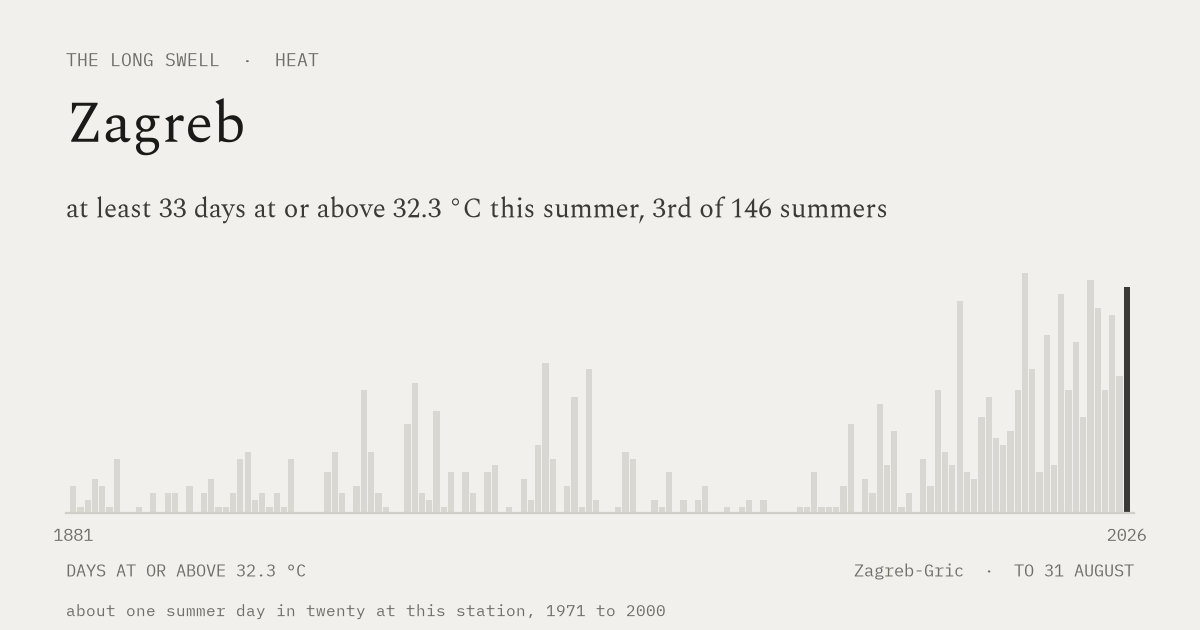 THE LONG SWELL · HEAT
Zagreb
at least 33 days at or above 32.3 °C this summer, 3rd of 146 summers
1881 2026
DAYS AT OR ABOVE 32.3 °C Zagreb-Gric · TO 31 AUGUST
about one summer day in twenty at this station, 1971 to 2000